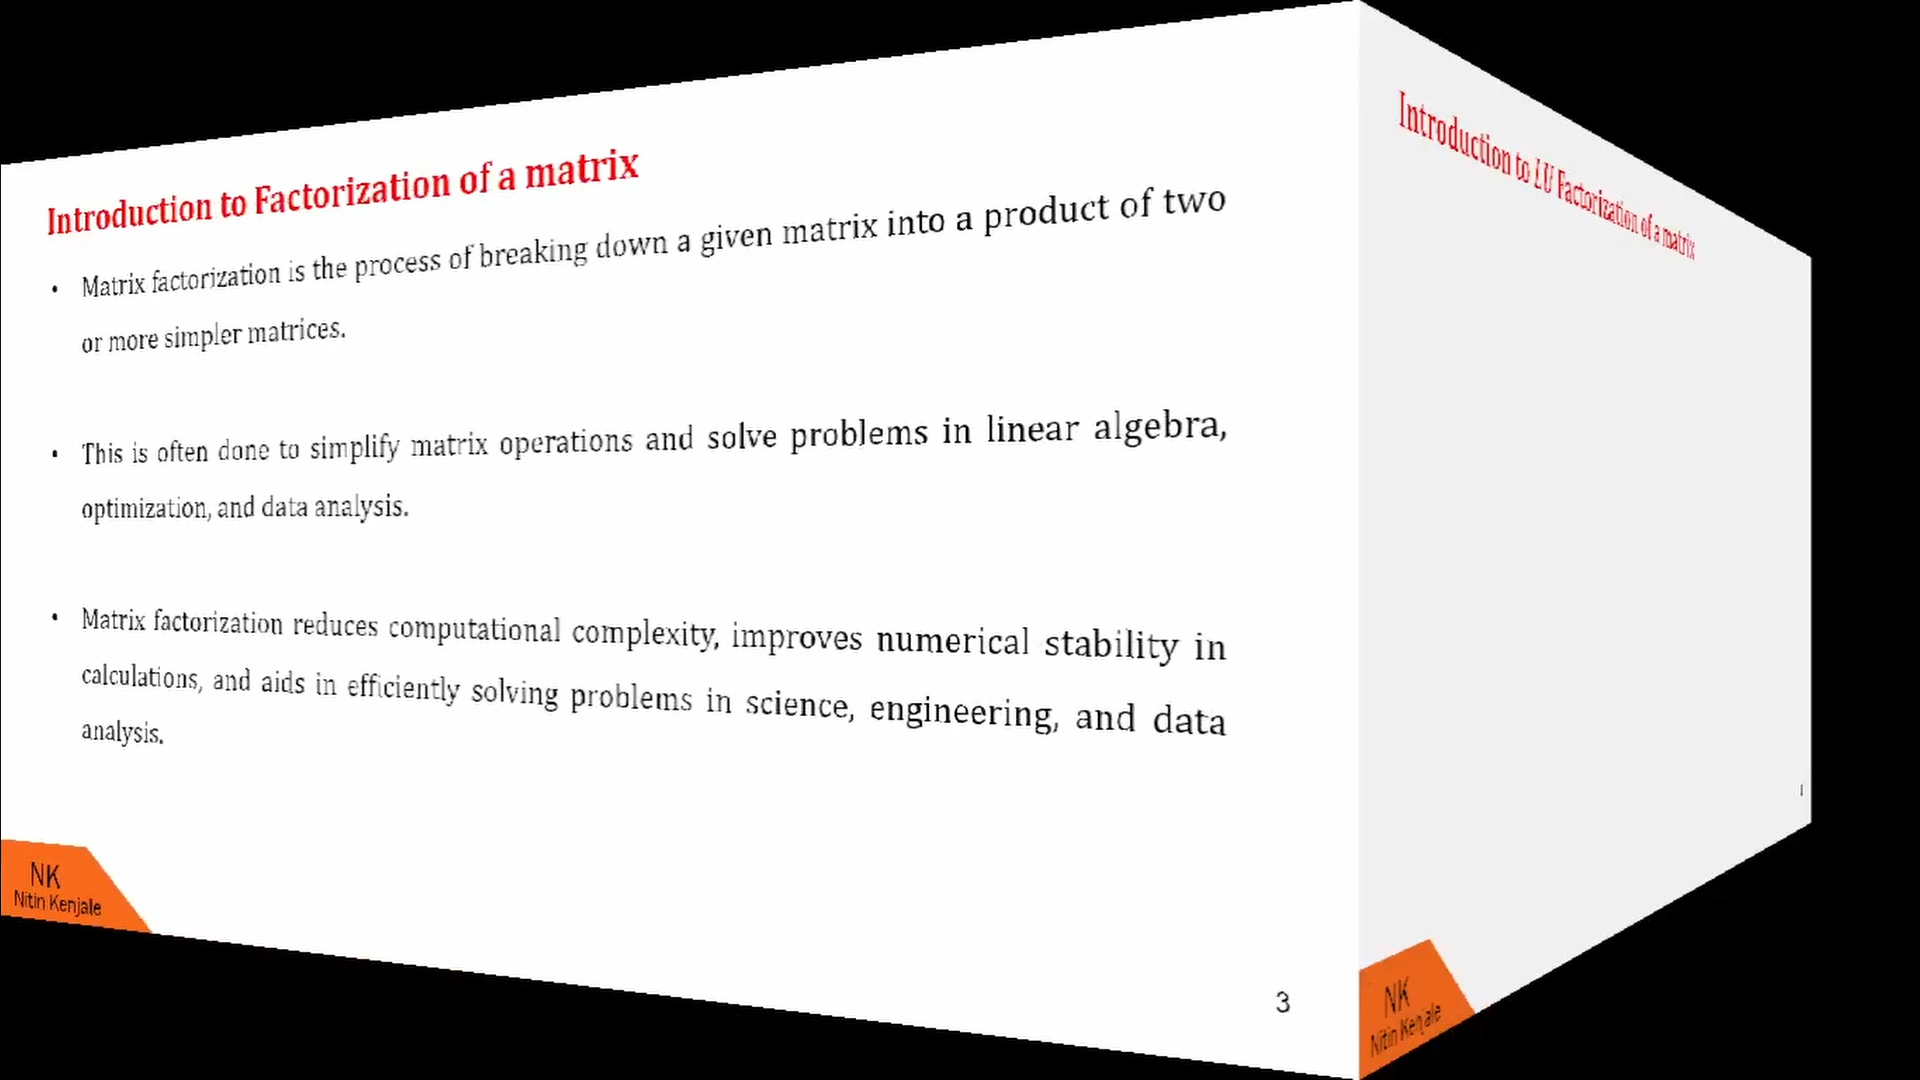 Introduction to Factorization of a matrix
• Matrix factorization is the process of breaking down a given matrix into a product of two
or more simpler matrices.
• This is often done to simplify matrix operations and solve problems in linear algebra,
optimization, and data analysis.
• Matrix factorization reduces computational complexity, improves numerical stability in
calculations, and aids in efficiently solving problems in science, engineering, and data
analysis.
NK
Nitin Kenjale
3
Introduction to LU Factorization of a matrix
NK
Nitin Kenjale